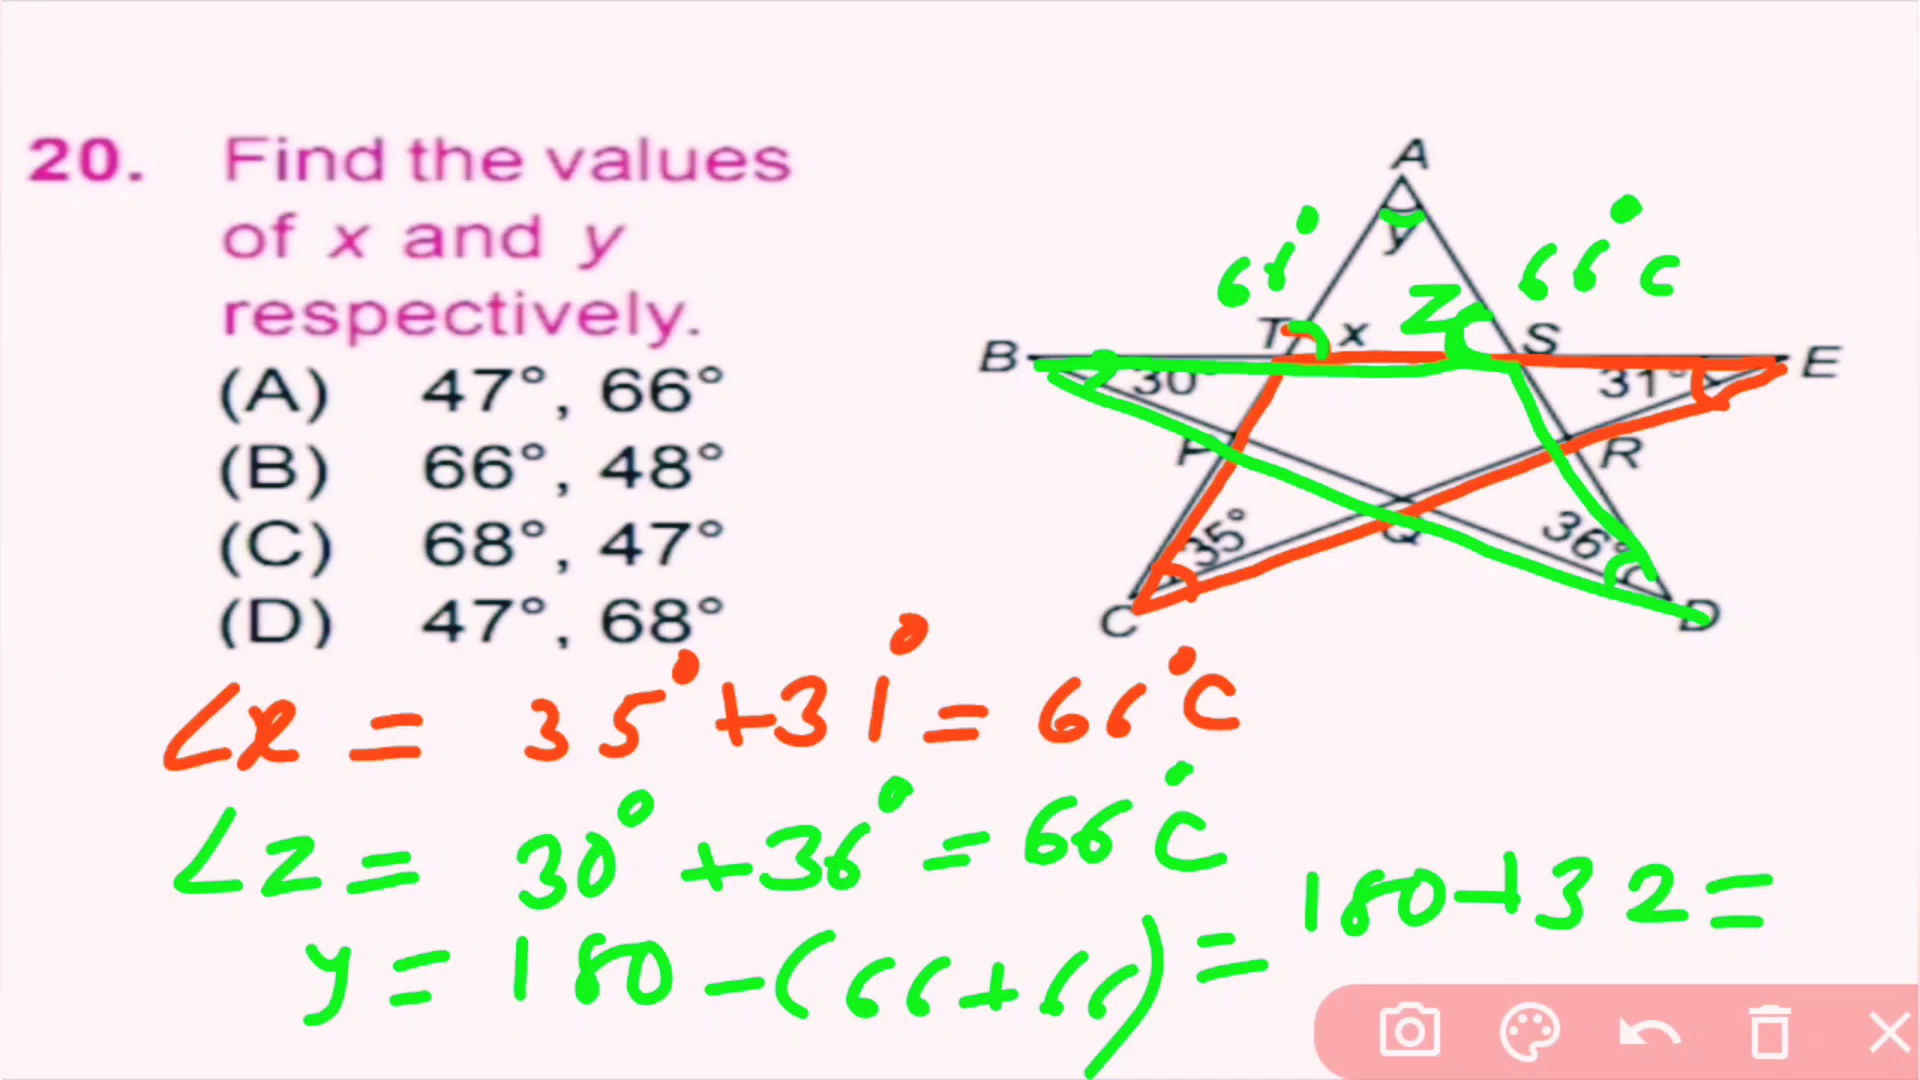 20. Find the values
of x and y
respectively.
(A) 47°, 66°
(B) 66°, 48°
(C) 68°, 47°
(D) 47°, 68°
A
y
66° c
T x Z S
B E
30° 31°
P R
35° Q 36°
C D
∠x = 35° + 31° = 66°C
∠z = 30° + 36° = 66°C
y = 180 - (66+66) = 180-132 =